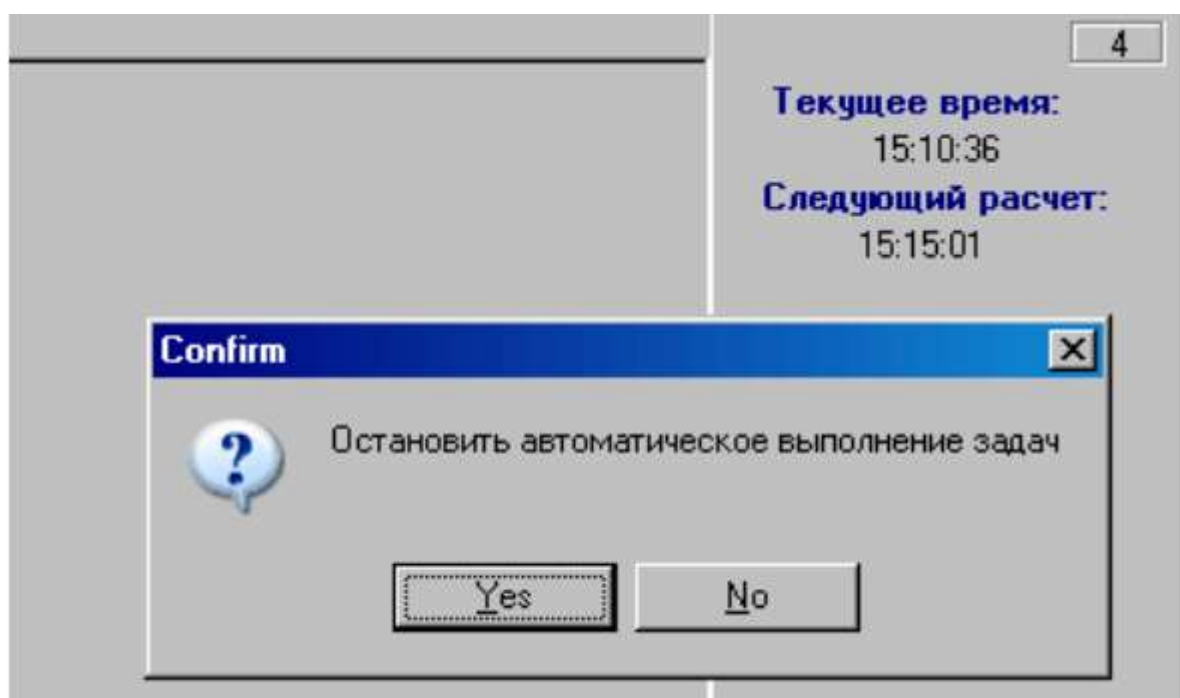 4
Текущее время:
15:10:36
Следующий расчет:
15:15:01
Confirm
Остановить автоматическое выполнение задач
Yes
No